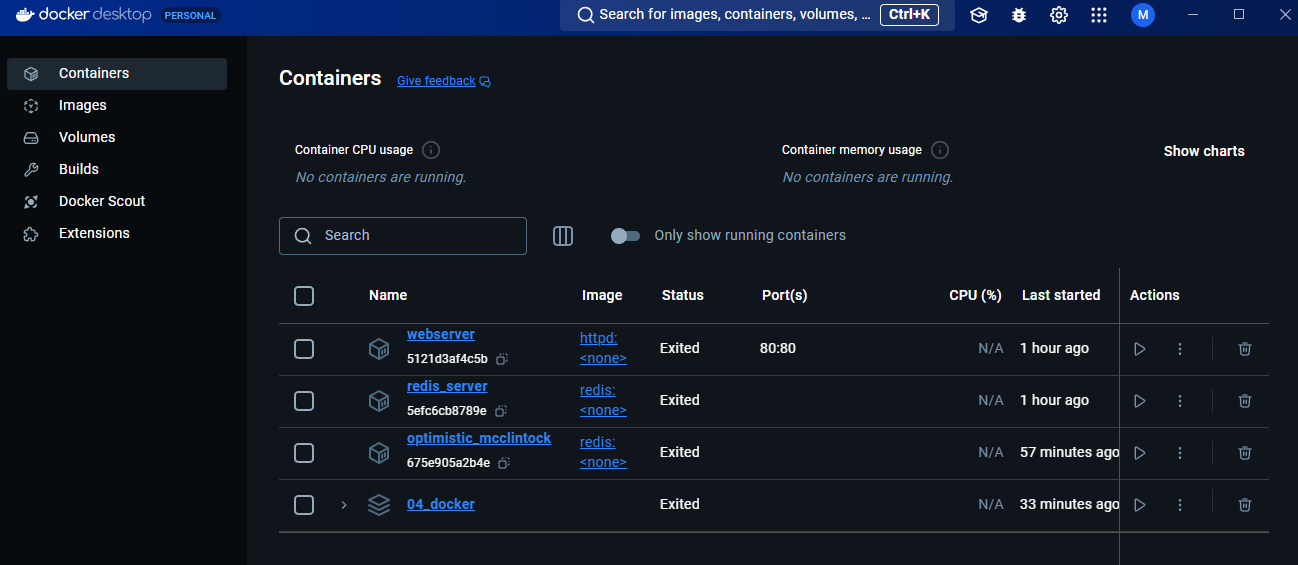 docker desktop PERSONAL Search for images, containers, volumes, ... Ctrl+K M
Containers
Images
Volumes
Builds
Docker Scout
Extensions
Containers Give feedback
Container CPU usage
No containers are running.
Container memory usage
No containers are running.
Show charts
Search
Only show running containers
Name Image Status Port(s) CPU (%) Last started Actions
webserver
5121d3af4c5b
httpd:
<none>
Exited 80:80 N/A 1 hour ago
redis_server
5efc6cb8789e
redis:
<none>
Exited N/A 1 hour ago
optimistic_mcclintock
675e905a2b4e
redis:
<none>
Exited N/A 57 minutes ago
04_docker Exited N/A 33 minutes ago